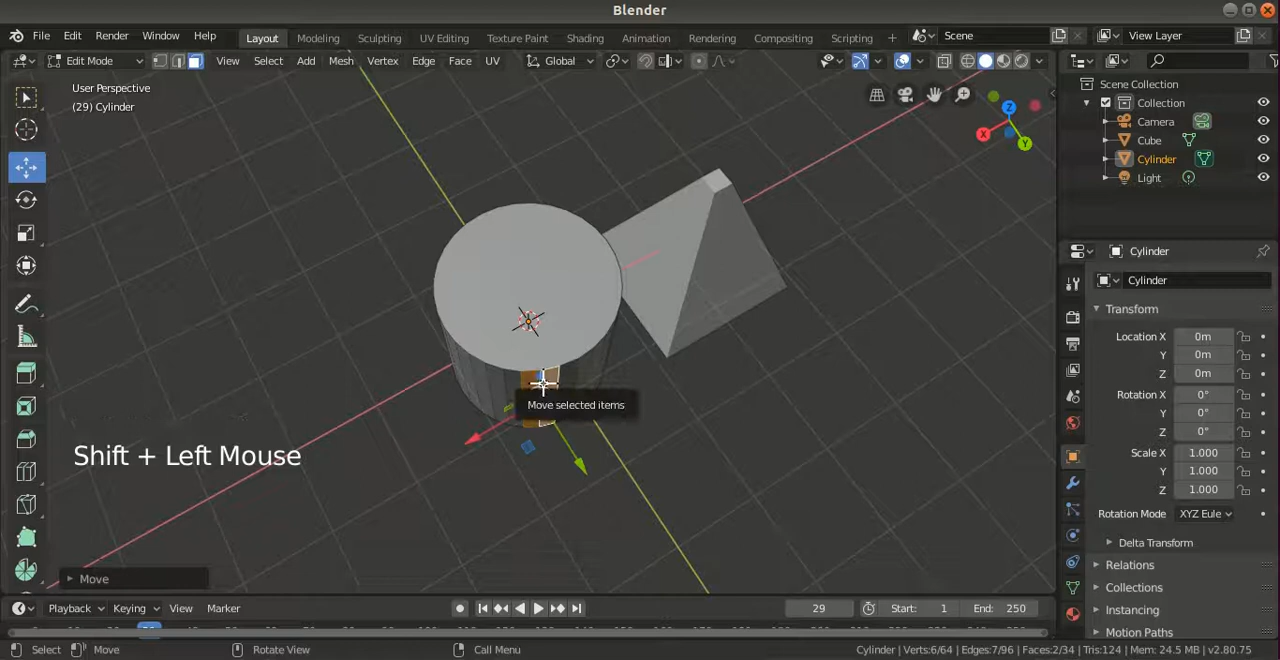 Blender
File Edit Render Window Help
Layout Modeling Sculpting UV Editing Texture Paint Shading Animation Rendering Compositing Scripting +
Scene
View Layer
Edit Mode
View Select Add Mesh Vertex Edge Face UV
Global
User Perspective
(29) Cylinder
Z
X
Y
Scene Collection
Collection
Camera
Cube
Cylinder
Light
Move selected items
Shift + Left Mouse
Move
Cylinder
Cylinder
Transform
Location X 0m
Y 0m
Z 0m
Rotation X 0°
Y 0°
Z 0°
Scale X 1.000
Y 1.000
Z 1.000
Rotation Mode XYZ Eule
Delta Transform
Relations
Collections
Instancing
Motion Paths
Playback Keying View Marker
29
Start: 1
End: 250
Select
Move
Rotate View
Call Menu
Cylinder | Verts:6/64 | Edges:7/96 | Faces:2/34 | Tris:124 | Mem: 24.5 MB | v2.80.75